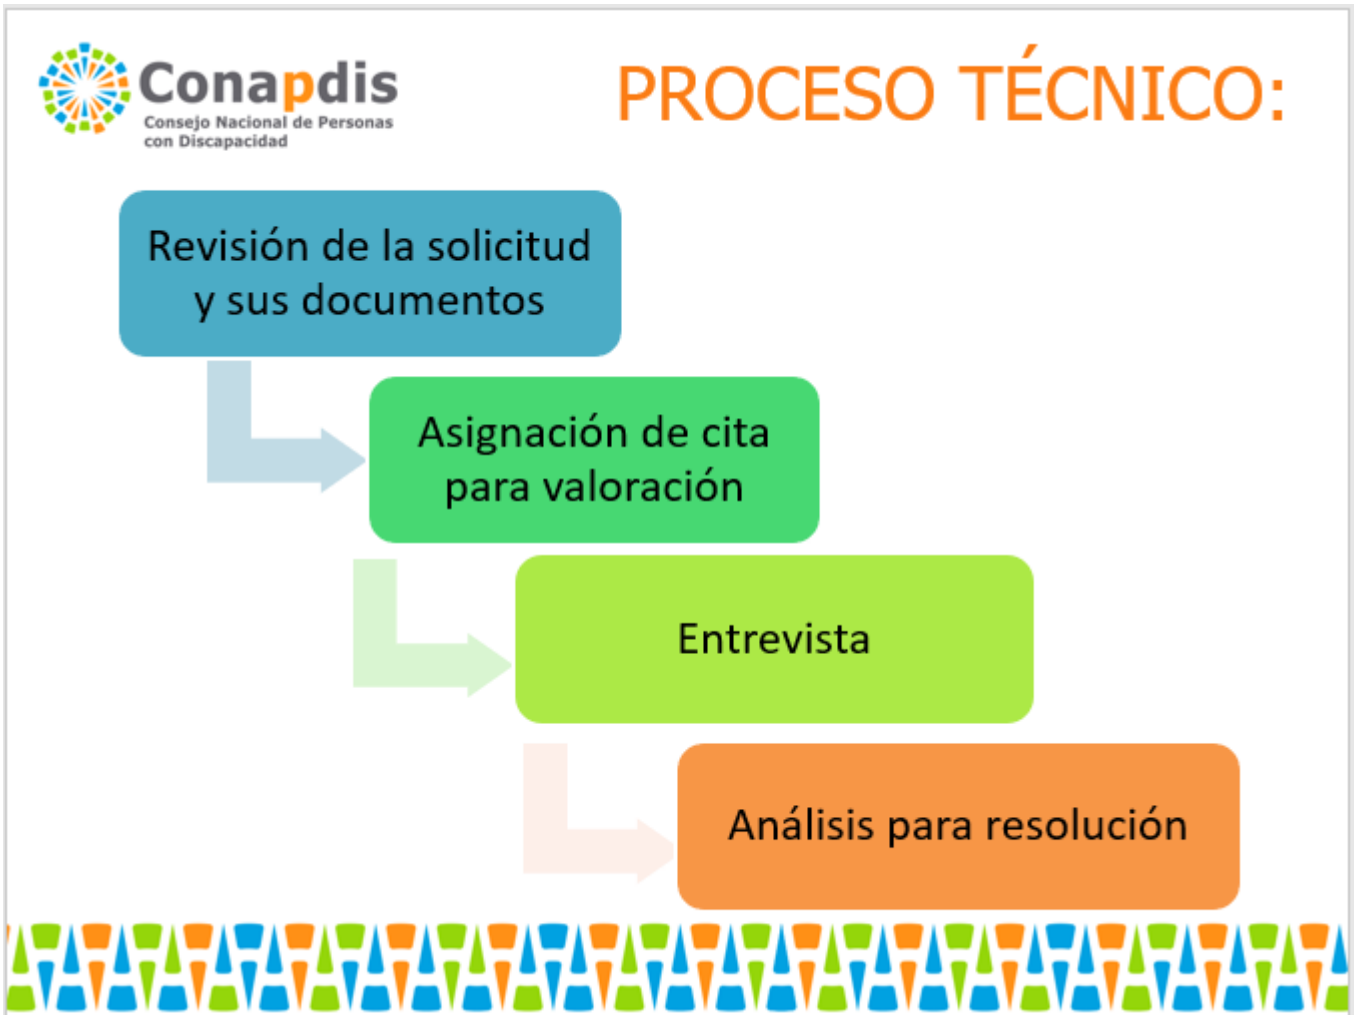 Conapdis
Consejo Nacional de Personas
con Discapacidad
PROCESO TÉCNICO:
Revisión de la solicitud
y sus documentos
Asignación de cita
para valoración
Entrevista
Análisis para resolución